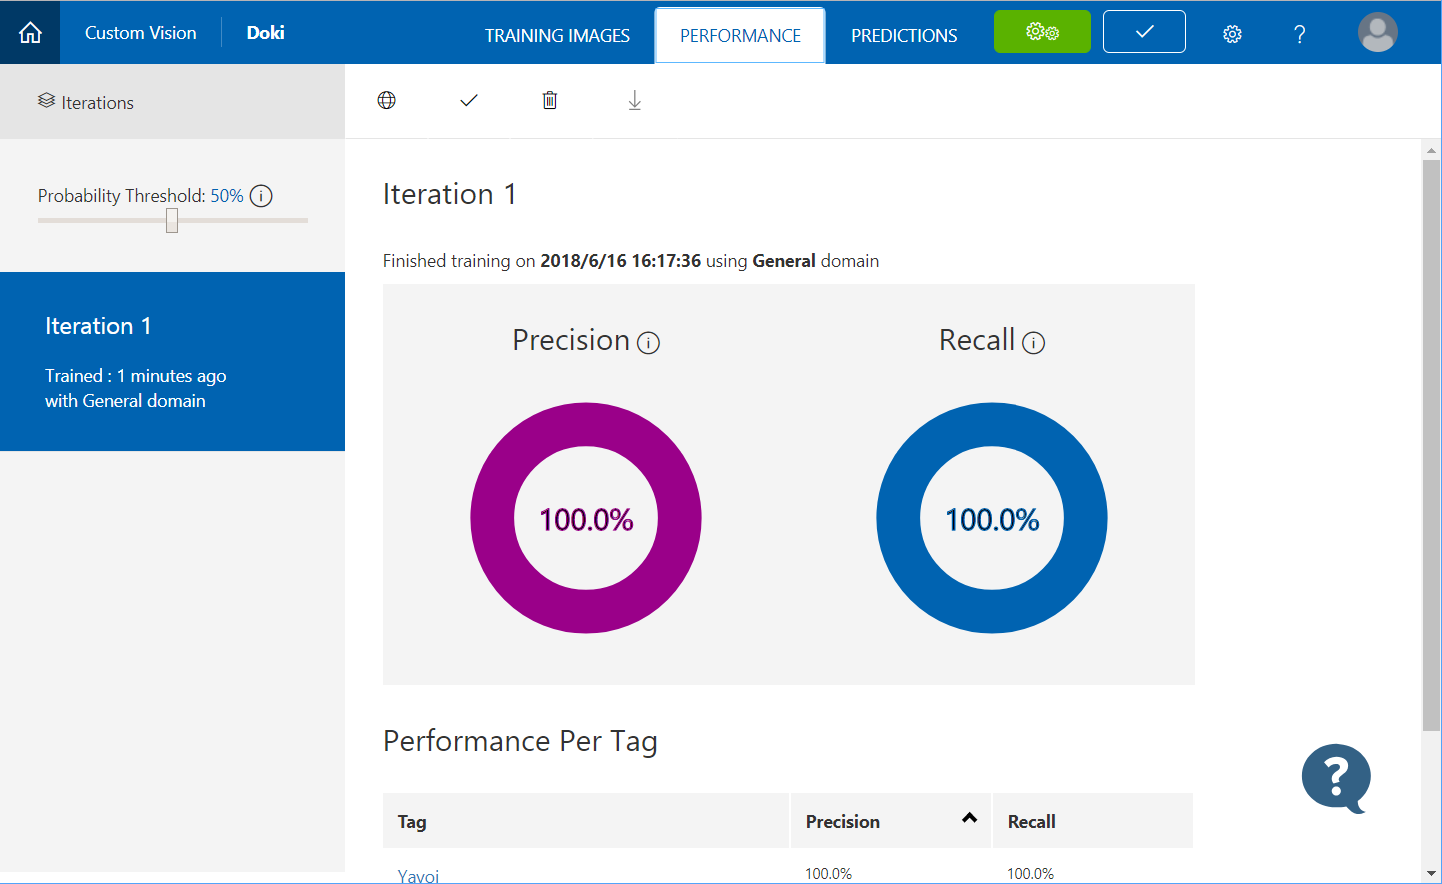 Custom Vision
Doki
TRAINING IMAGES
PERFORMANCE
PREDICTIONS
?
Iterations
Probability Threshold: 50%
Iteration 1
Trained : 1 minutes ago
with General domain
Iteration 1
Finished training on 2018/6/16 16:17:36 using General domain
Precision
Recall
100.0%
100.0%
Performance Per Tag
Tag
Precision
Recall
Yayoi
100.0%
100.0%
?